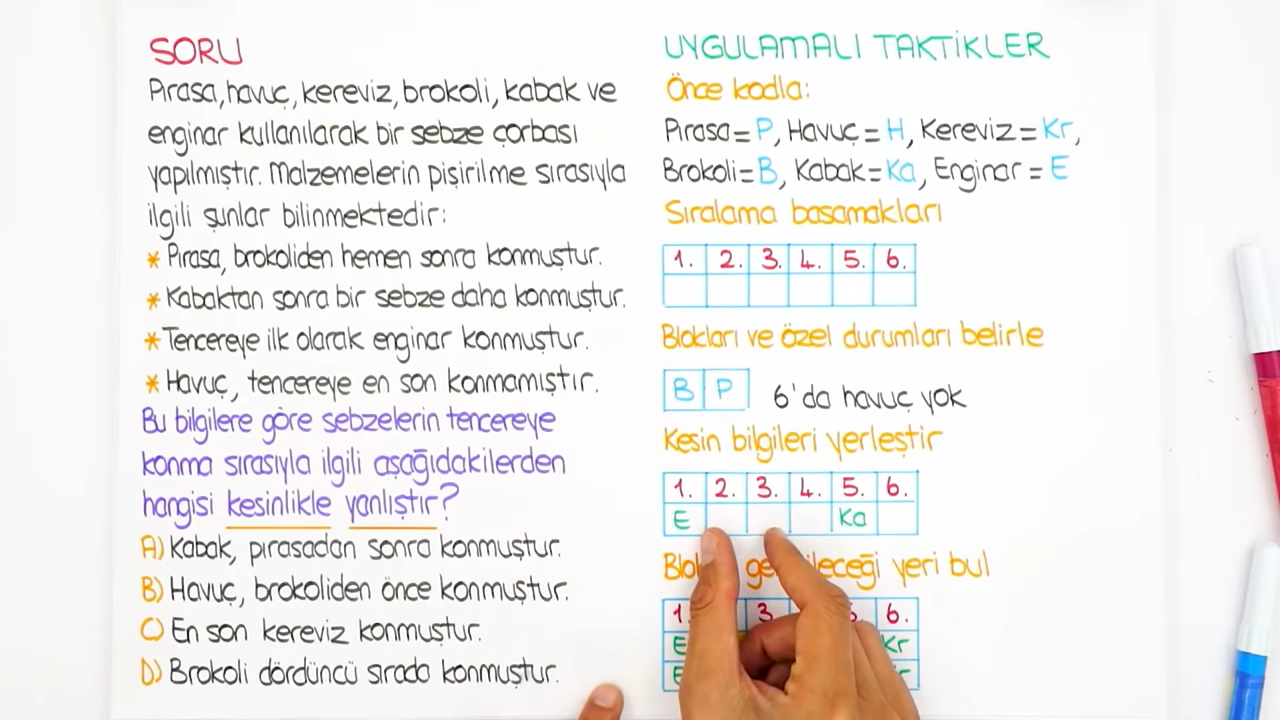 SORU
Pırasa, havuç, kereviz, brokoli, kabak ve
enginar kullanılarak bir sebze çorbası
yapılmıştır. Malzemelerin pişirilme sırasıyla
ilgili şunlar bilinmektedir:
* Pırasa, brokoliden hemen sonra konmuştur.
* Kabaktan sonra bir sebze daha konmuştur.
* Tencereye ilk olarak enginar konmuştur.
* Havuç, tencereye en son konmamıştır.
Bu bilgilere göre sebzelerin tencereye
konma sırasıyla ilgili aşağıdakilerden
hangisi kesinlikle yanlıştır?
A) Kabak, pırasadan sonra konmuştur.
B) Havuç, brokoliden önce konmuştur.
C) En son kereviz konmuştur.
D) Brokoli dördüncü sırada konmuştur.
UYGULAMALI TAKTİKLER
Önce kodla:
Pırasa=P, Havuç=H, Kereviz=Kr,
Brokoli=B, Kabak=Ka, Enginar=E
Sıralama basamakları
1. 2. 3. 4. 5. 6.
Blokları ve özel durumları belirle
B P 6'da havuç yok
Kesin bilgileri yerleştir
1. 2. 3. 4. 5. 6.
E Ka
yeri bul
1. 3. 6.
E Kr
E